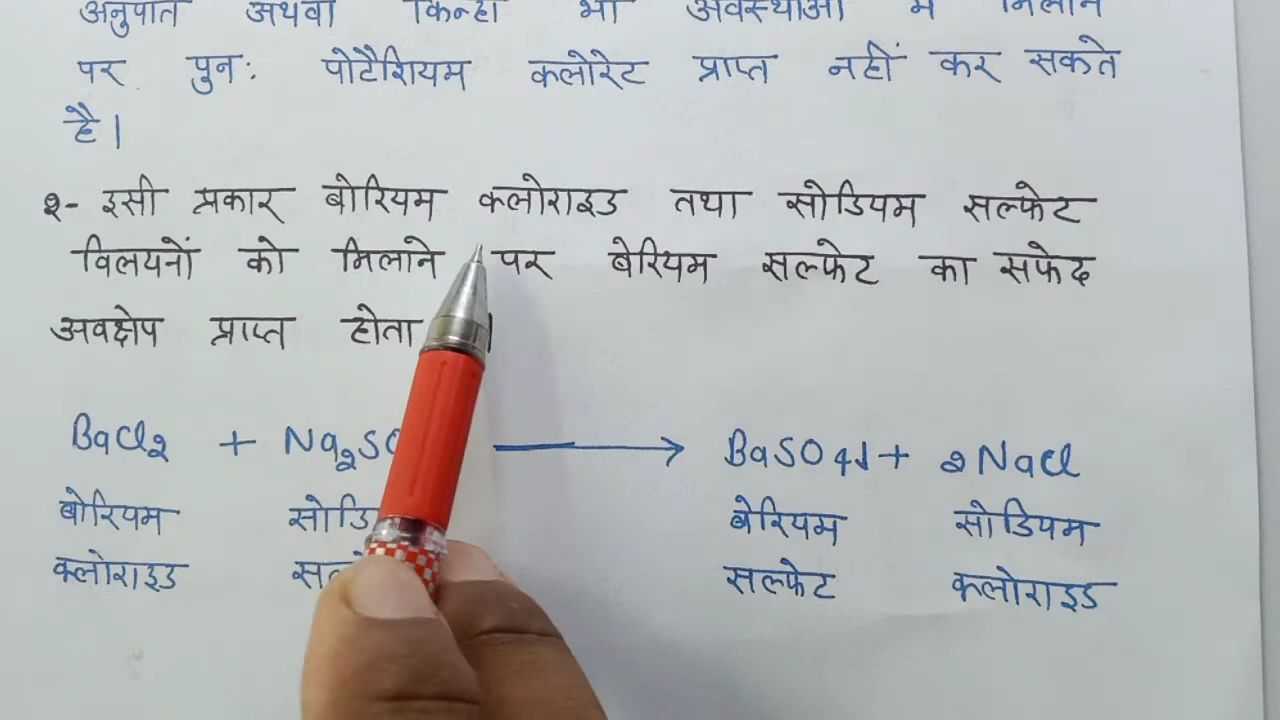 अनुपात अथवा किन्हीं भी अवस्थाओं में मिलाने
पर पुनः पोटैशियम क्लोरेट प्राप्त नहीं कर सकते
है।
२- इसी प्रकार बोरियम क्लोराइड तथा सोडियम सल्फेट
विलयनों को मिलाने पर बेरियम सल्फेट का सफेद
अवक्षेप प्राप्त होता ।
BaCl₂ + Na₂SO → BaSO₄↓ + 2NaCl
बोरियम सोडि बेरियम सोडियम
क्लोराइड सल्फेट क्लोराइड